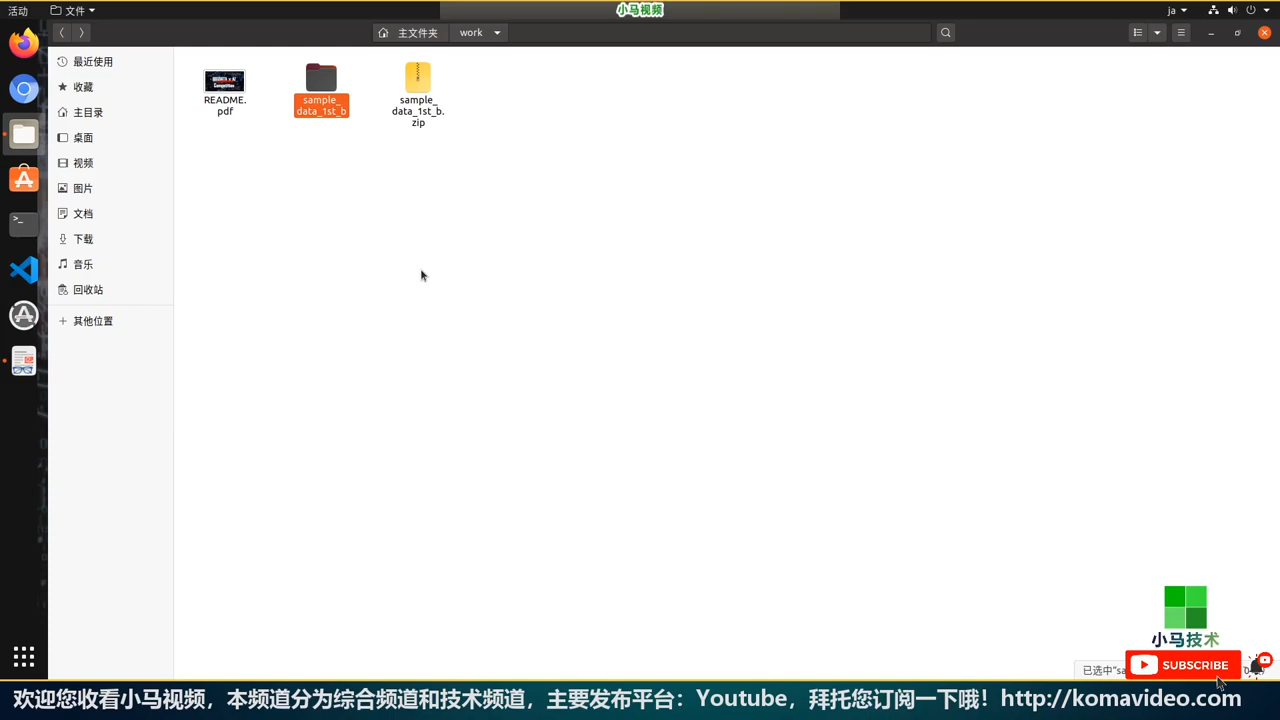 小马视频
活动 文件 ja
主文件夹 work
最近使用
收藏
主目录
桌面
视频
图片
文档
下载
音乐
回收站
其他位置
README.
pdf
sample_
data_1st_b
sample_
data_1st_b.
zip
小马技术
已选中"sa
SUBSCRIBE
欢迎您收看小马视频，本频道分为综合频道和技术频道，主要发布平台：Youtube，拜托您订阅一下哦！http://komavideo.com